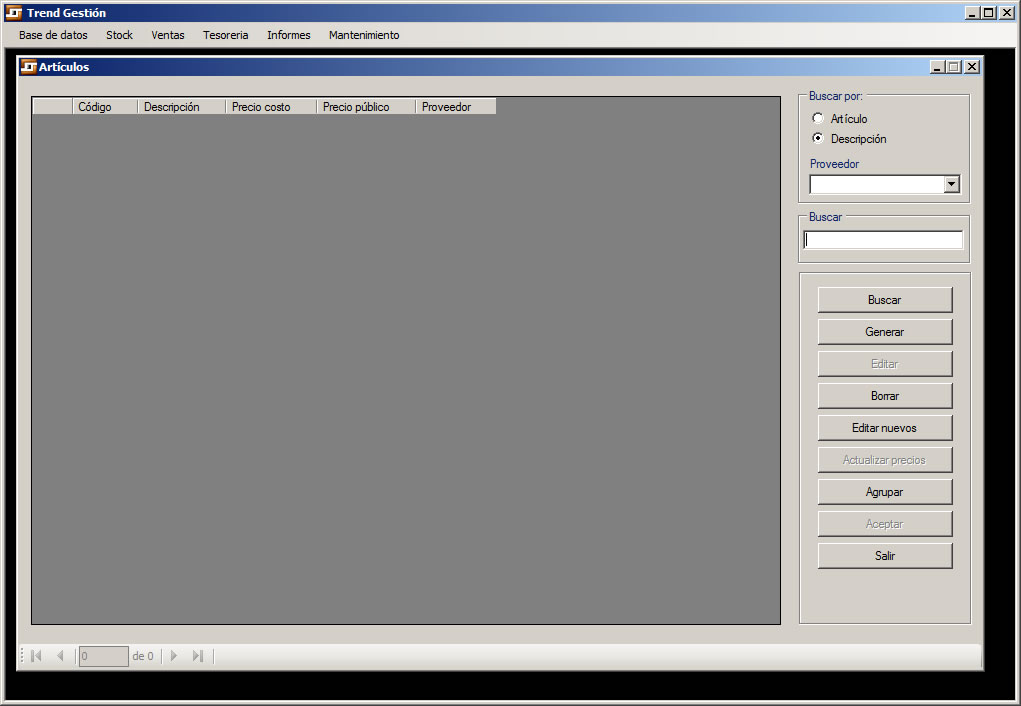 Trend Gestión
Base de datos Stock Ventas Tesoreria Informes Mantenimiento
Artículos
Código Descripción Precio costo Precio público Proveedor
Buscar por:
Artículo
Descripción
Proveedor
Buscar
Buscar
Generar
Editar
Borrar
Editar nuevos
Actualizar precios
Agrupar
Aceptar
Salir
0 de 0